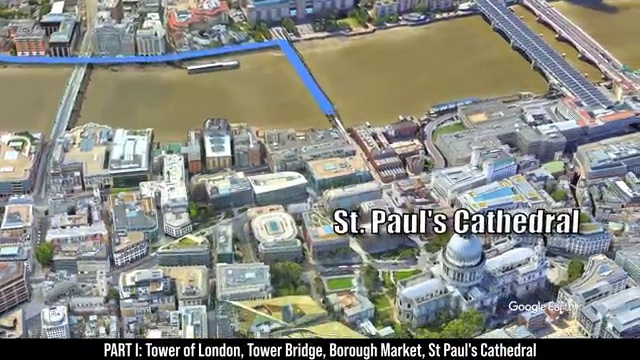 St. Paul's Cathedral
Google Earth
PART I: Tower of London, Tower Bridge, Borough Market, St Paul's Cathedral